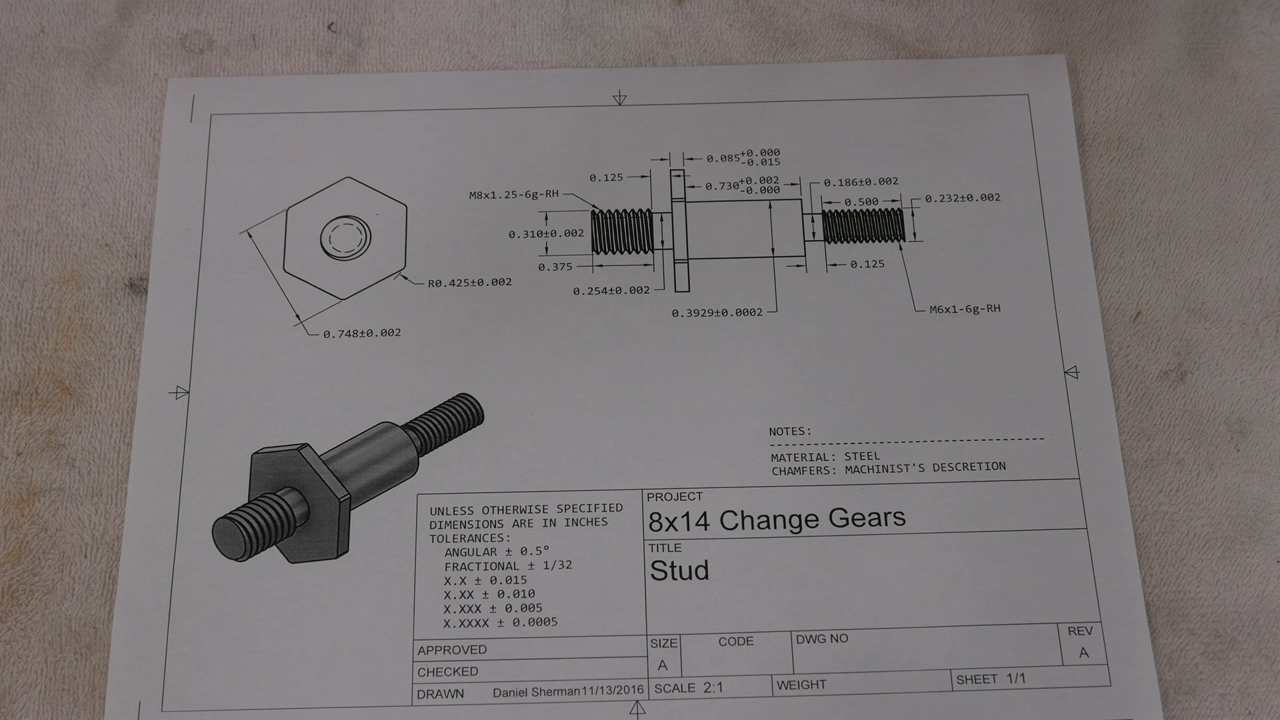 0.085+0.000
-0.015
0.125
0.730+0.002
-0.000
0.186±0.002
M8x1.25-6g-RH
0.500
0.232±0.002
0.310±0.002
0.375
0.125
R0.425±0.002
0.254±0.002
0.3929±0.0002
M6x1-6g-RH
0.748±0.002
NOTES:
MATERIAL: STEEL
CHAMFERS: MACHINIST'S DESCRETION
UNLESS OTHERWISE SPECIFIED
DIMENSIONS ARE IN INCHES
TOLERANCES:
ANGULAR ± 0.5°
FRACTIONAL ± 1/32
X.X ± 0.015
X.XX ± 0.010
X.XXX ± 0.005
X.XXXX ± 0.0005
PROJECT
8x14 Change Gears
TITLE
Stud
APPROVED
CHECKED
DRAWN Daniel Sherman 11/13/2016
SIZE
A
CODE
DWG NO
REV
A
SCALE 2:1
WEIGHT
SHEET 1/1